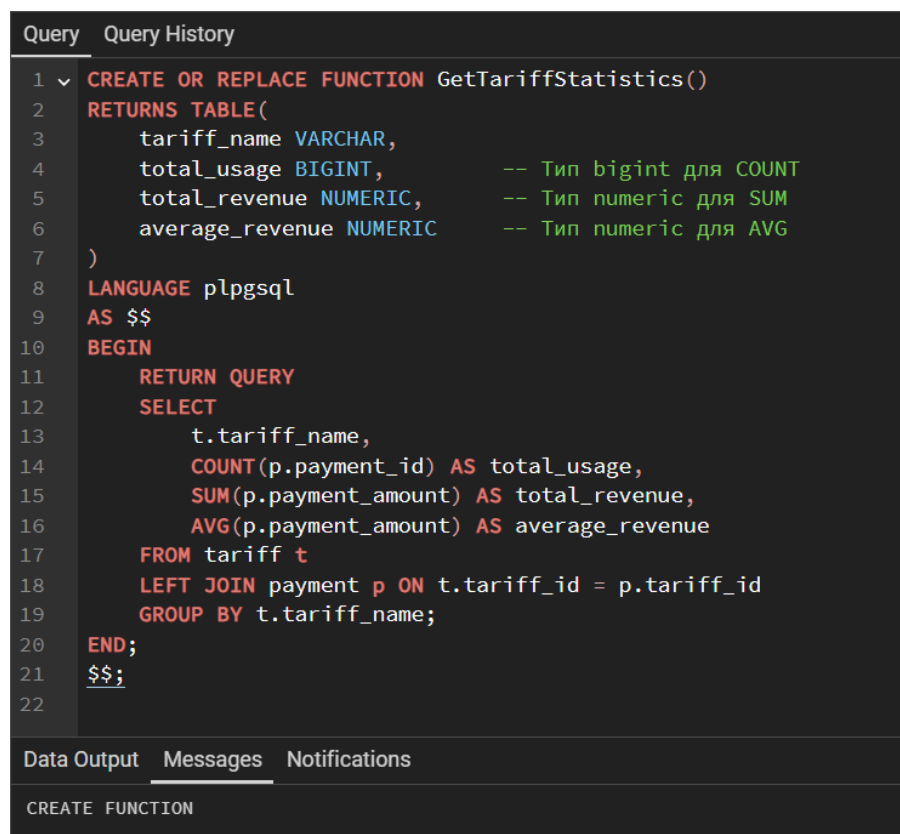 Query Query History
1 CREATE OR REPLACE FUNCTION GetTariffStatistics()
2 RETURNS TABLE(
3 tariff_name VARCHAR,
4 total_usage BIGINT, -- Тип bigint для COUNT
5 total_revenue NUMERIC, -- Тип numeric для SUM
6 average_revenue NUMERIC -- Тип numeric для AVG
7 )
8 LANGUAGE plpgsql
9 AS $$
10 BEGIN
11 RETURN QUERY
12 SELECT
13 t.tariff_name,
14 COUNT(p.payment_id) AS total_usage,
15 SUM(p.payment_amount) AS total_revenue,
16 AVG(p.payment_amount) AS average_revenue
17 FROM tariff t
18 LEFT JOIN payment p ON t.tariff_id = p.tariff_id
19 GROUP BY t.tariff_name;
20 END;
21 $$;
22
Data Output Messages Notifications
CREATE FUNCTION